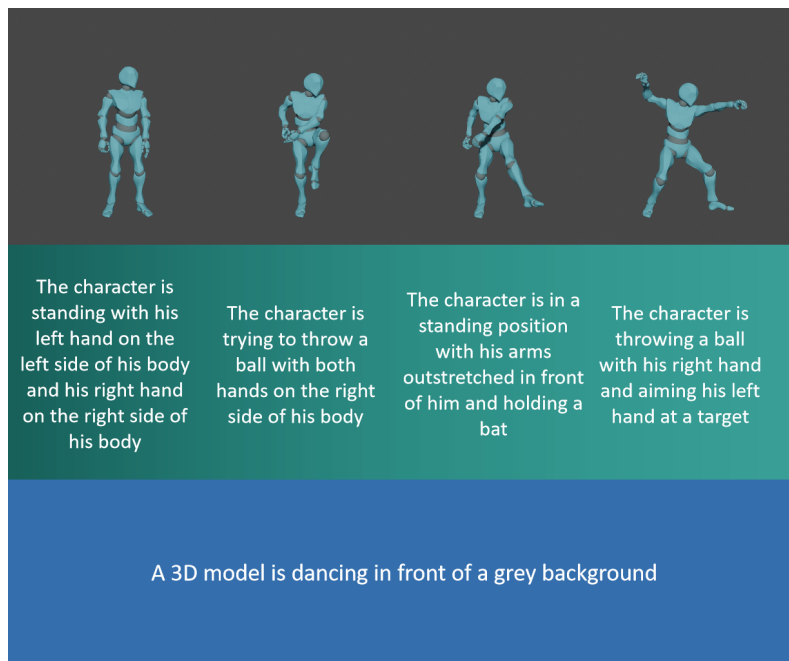 The character is
standing with his
left hand on the
left side of his body
and his right hand
on the right side of
his body
The character is
trying to throw a
ball with both
hands on the right
side of his body
The character is in a
standing position
with his arms
outstretched in front
of him and holding a
bat
The character is
throwing a ball
with his right hand
and aiming his left
hand at a target
A 3D model is dancing in front of a grey background